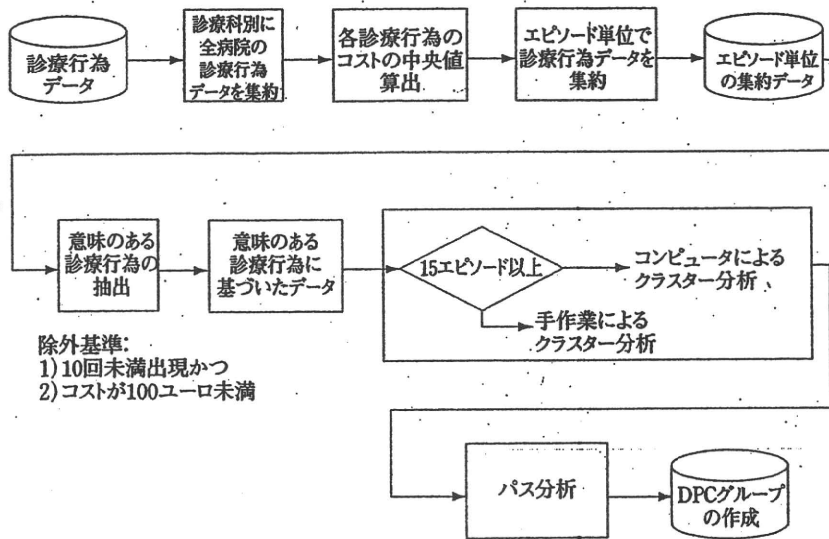 診療行為
データ
診療科別に
全病院の
診療行為
データを集約
各診療行為の
コストの中央値
算出
エピソード単位で
診療行為データを
集約
エピソード単位
の集約データ
意味のある
診療行為の
抽出
意味のある
診療行為に
基づいたデータ
15エピソード以上
コンピュータによる
クラスター分析
手作業による
クラスター分析
除外基準:
1)10回未満出現かつ
2)コストが100ユーロ未満
パス分析
DPCグループ
の作成